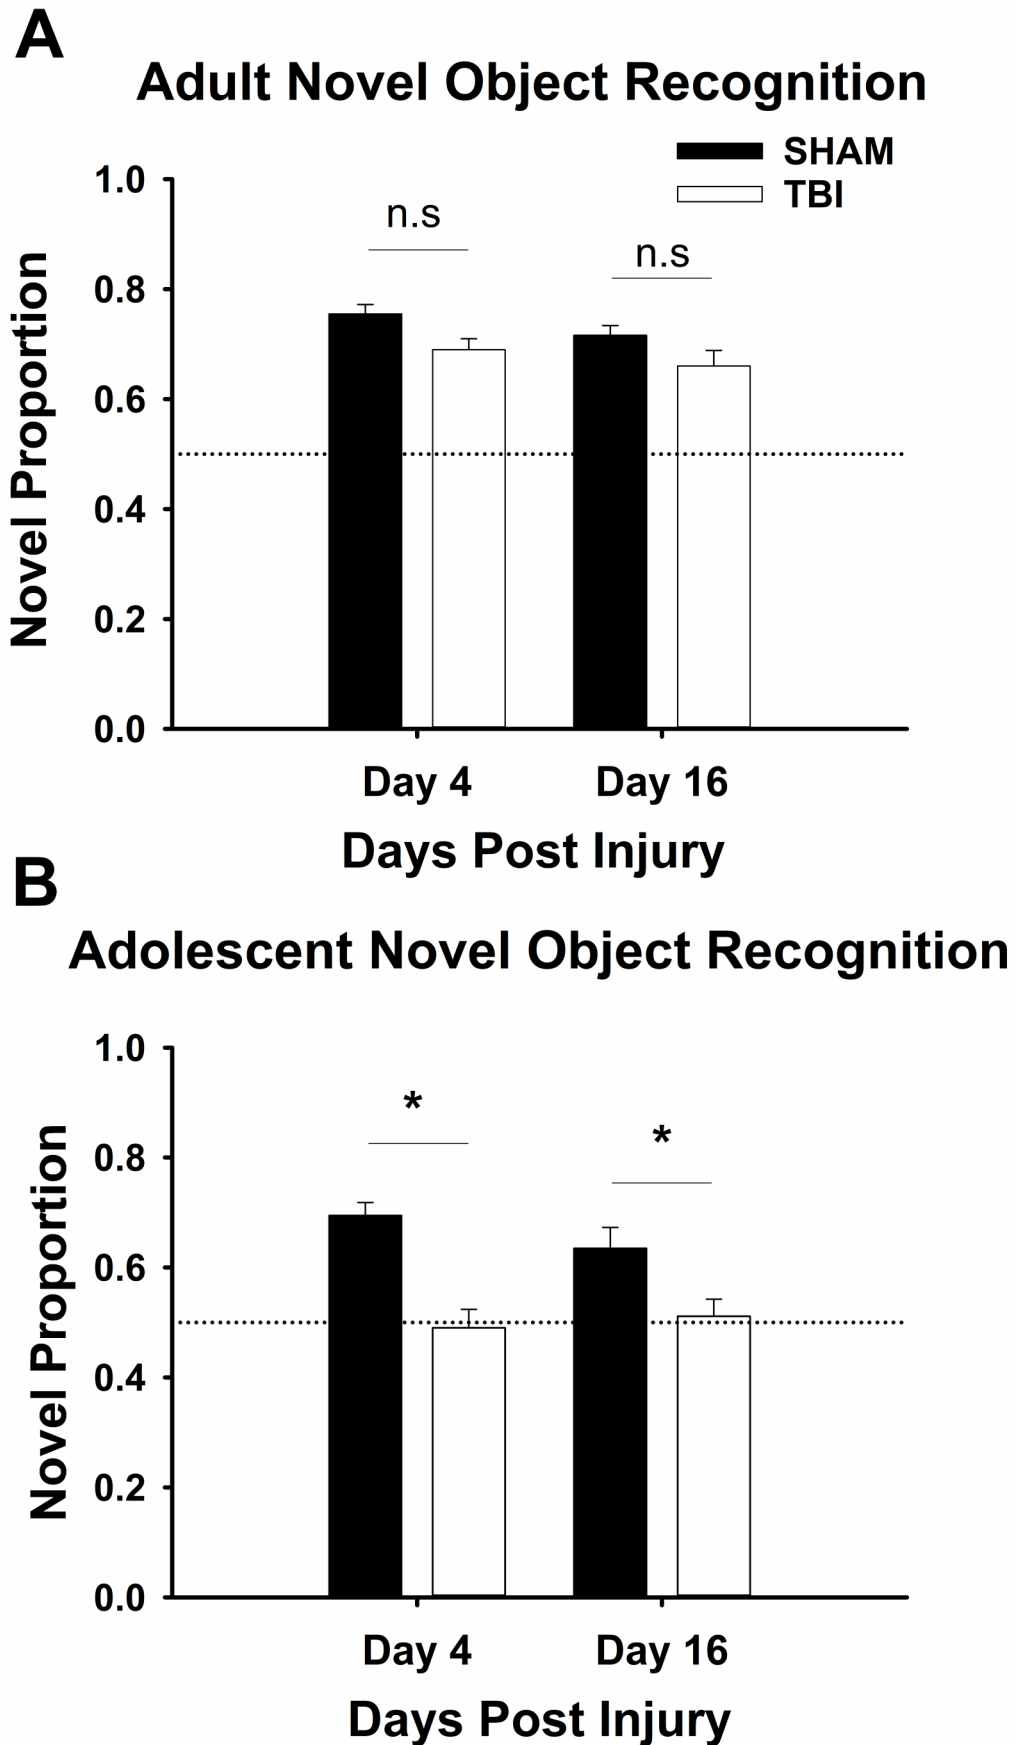 A
Adult Novel Object Recognition
SHAM
TBI
1.0
n.s
n.s
0.8
Novel Proportion
0.6
0.4
0.2
0.0
Day 4 Day 16
Days Post Injury
B
Adolescent Novel Object Recognition
1.0
*
*
0.8
Novel Proportion
0.6
0.4
0.2
0.0
Day 4 Day 16
Days Post Injury